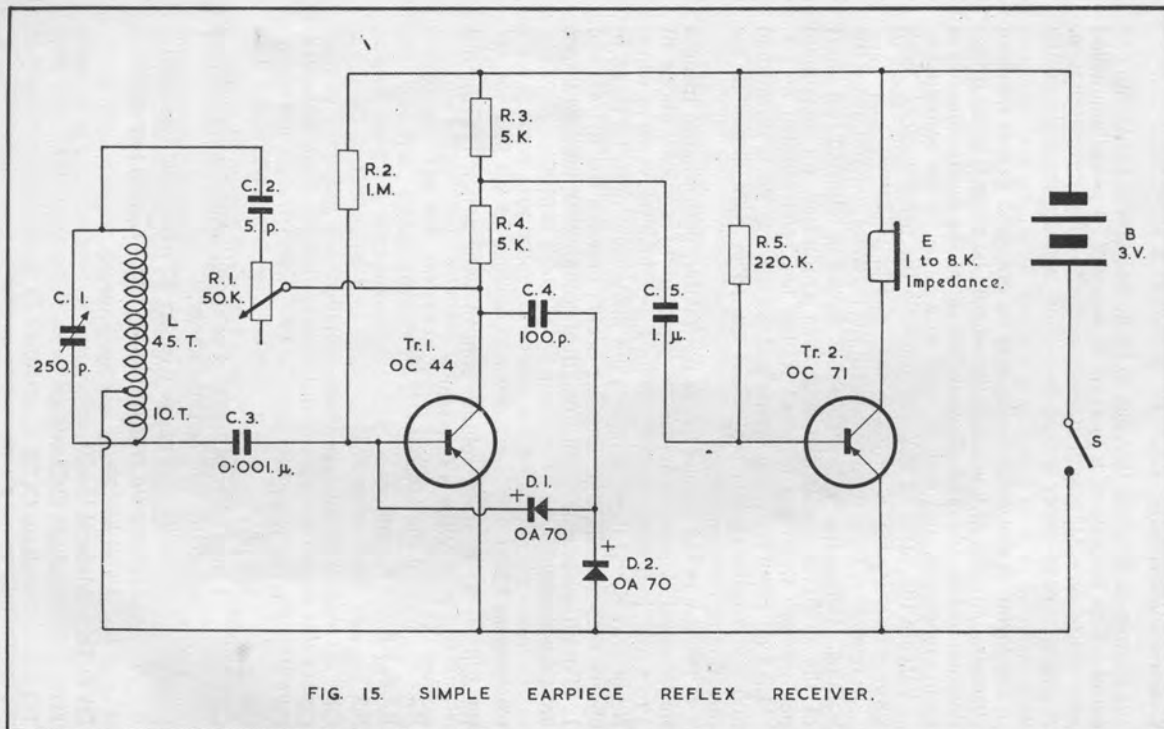 R.3.
5.K.
R.2.
1.M.
C.2.
5.p.
R.4.
5.K.
R.1.
50.K.
C.1.
250.p.
L
45.T.
10.T.
C.3.
0.001.µ.
Tr.1.
OC 44
C.4.
100.p.
C.5.
1.µ.
R.5.
220.K.
E
1 to 8.K.
Impedance.
B
3.V.
Tr.2.
OC 71
S
+
D.1.
OA 70
+
D.2.
OA 70
FIG. 15. SIMPLE EARPIECE REFLEX RECEIVER.